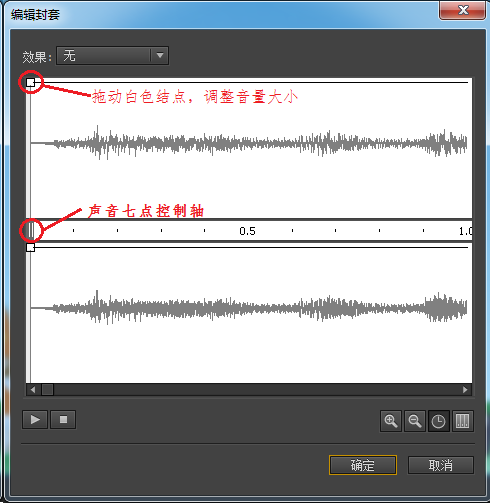 编辑封套
效果: 无
拖动白色结点，调整音量大小
声音七点控制轴
0.5 1.0
确定 取消